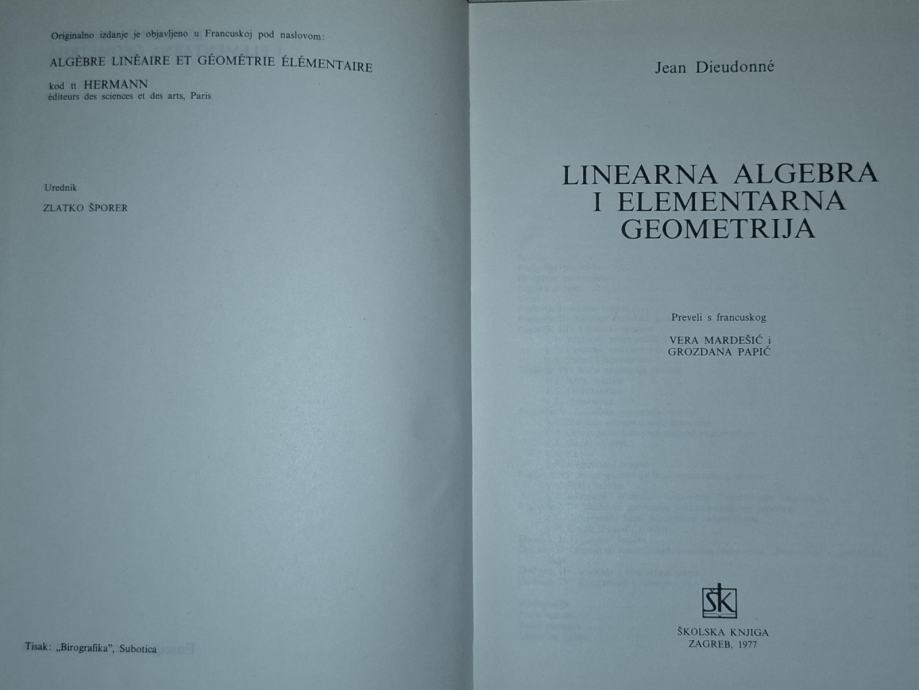 Originalno izdanje je objavljeno u Francuskoj pod naslovom:
ALGÈBRE LINÉAIRE ET GÉOMÉTRIE ÉLÉMENTAIRE
kod tt HERMANN
éditeurs des sciences et des arts, Paris
Urednik
ZLATKO ŠPORER
Tisak: „Birografika”, Subotica
Jean Dieudonné
LINEARNA ALGEBRA
I ELEMENTARNA
GEOMETRIJA
Preveli s francuskog
VERA MARDEŠIĆ i
GROZDANA PAPIĆ
ŠK
ŠKOLSKA KNJIGA
ZAGREB, 1977